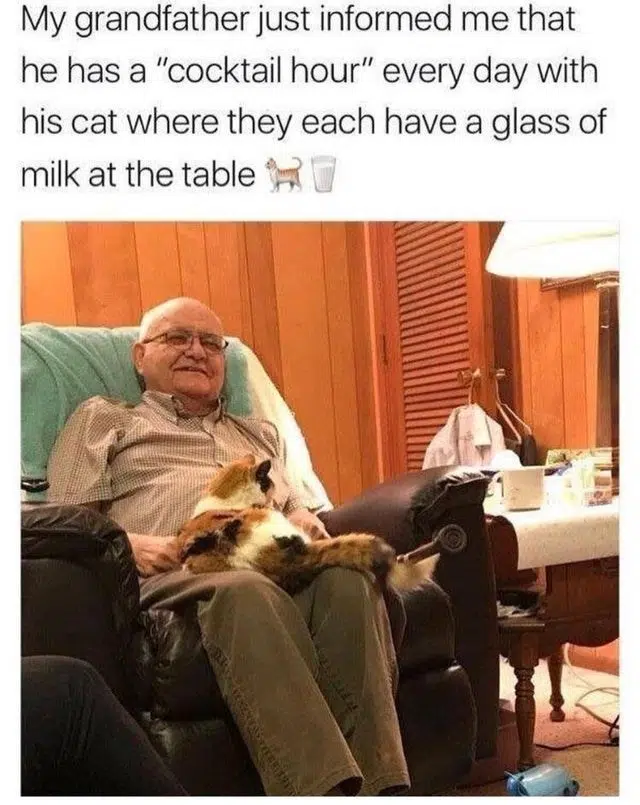 My grandfather just informed me that
he has a "cocktail hour" every day with
his cat where they each have a glass of
milk at the table 🐈🥛